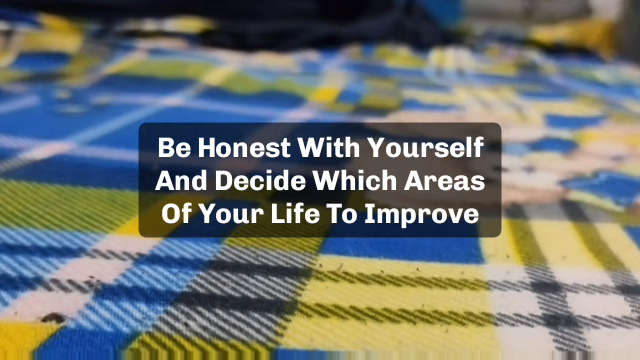 Be Honest With Yourself
And Decide Which Areas
Of Your Life To Improve